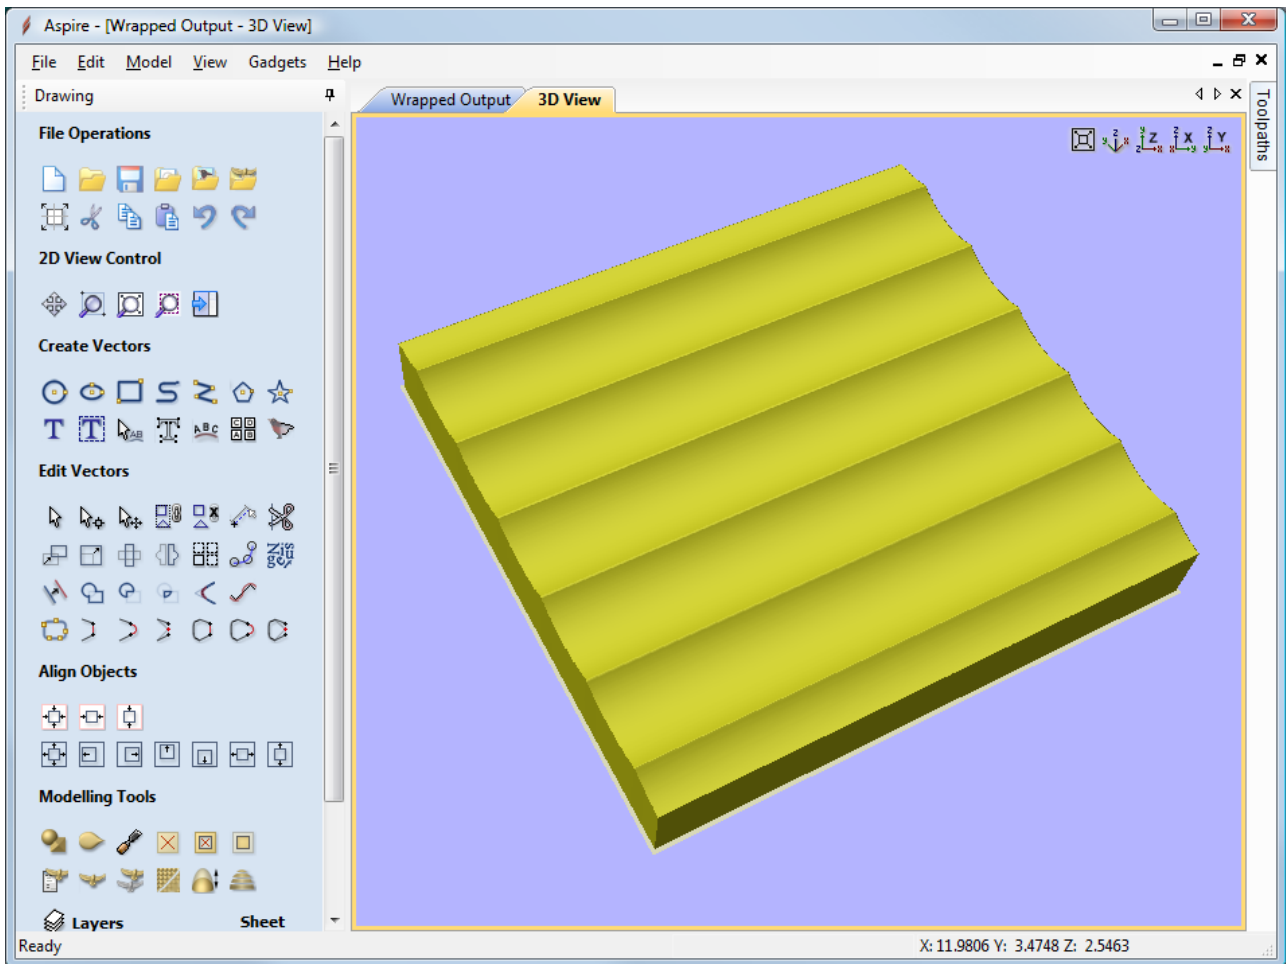 Aspire - [Wrapped Output - 3D View]
File Edit Model View Gadgets Help
Drawing
Wrapped Output 3D View
Toolpaths
File Operations
2D View Control
Create Vectors
Edit Vectors
Align Objects
Modelling Tools
Layers Sheet
Ready
X: 11.9806 Y: 3.4748 Z: 2.5463